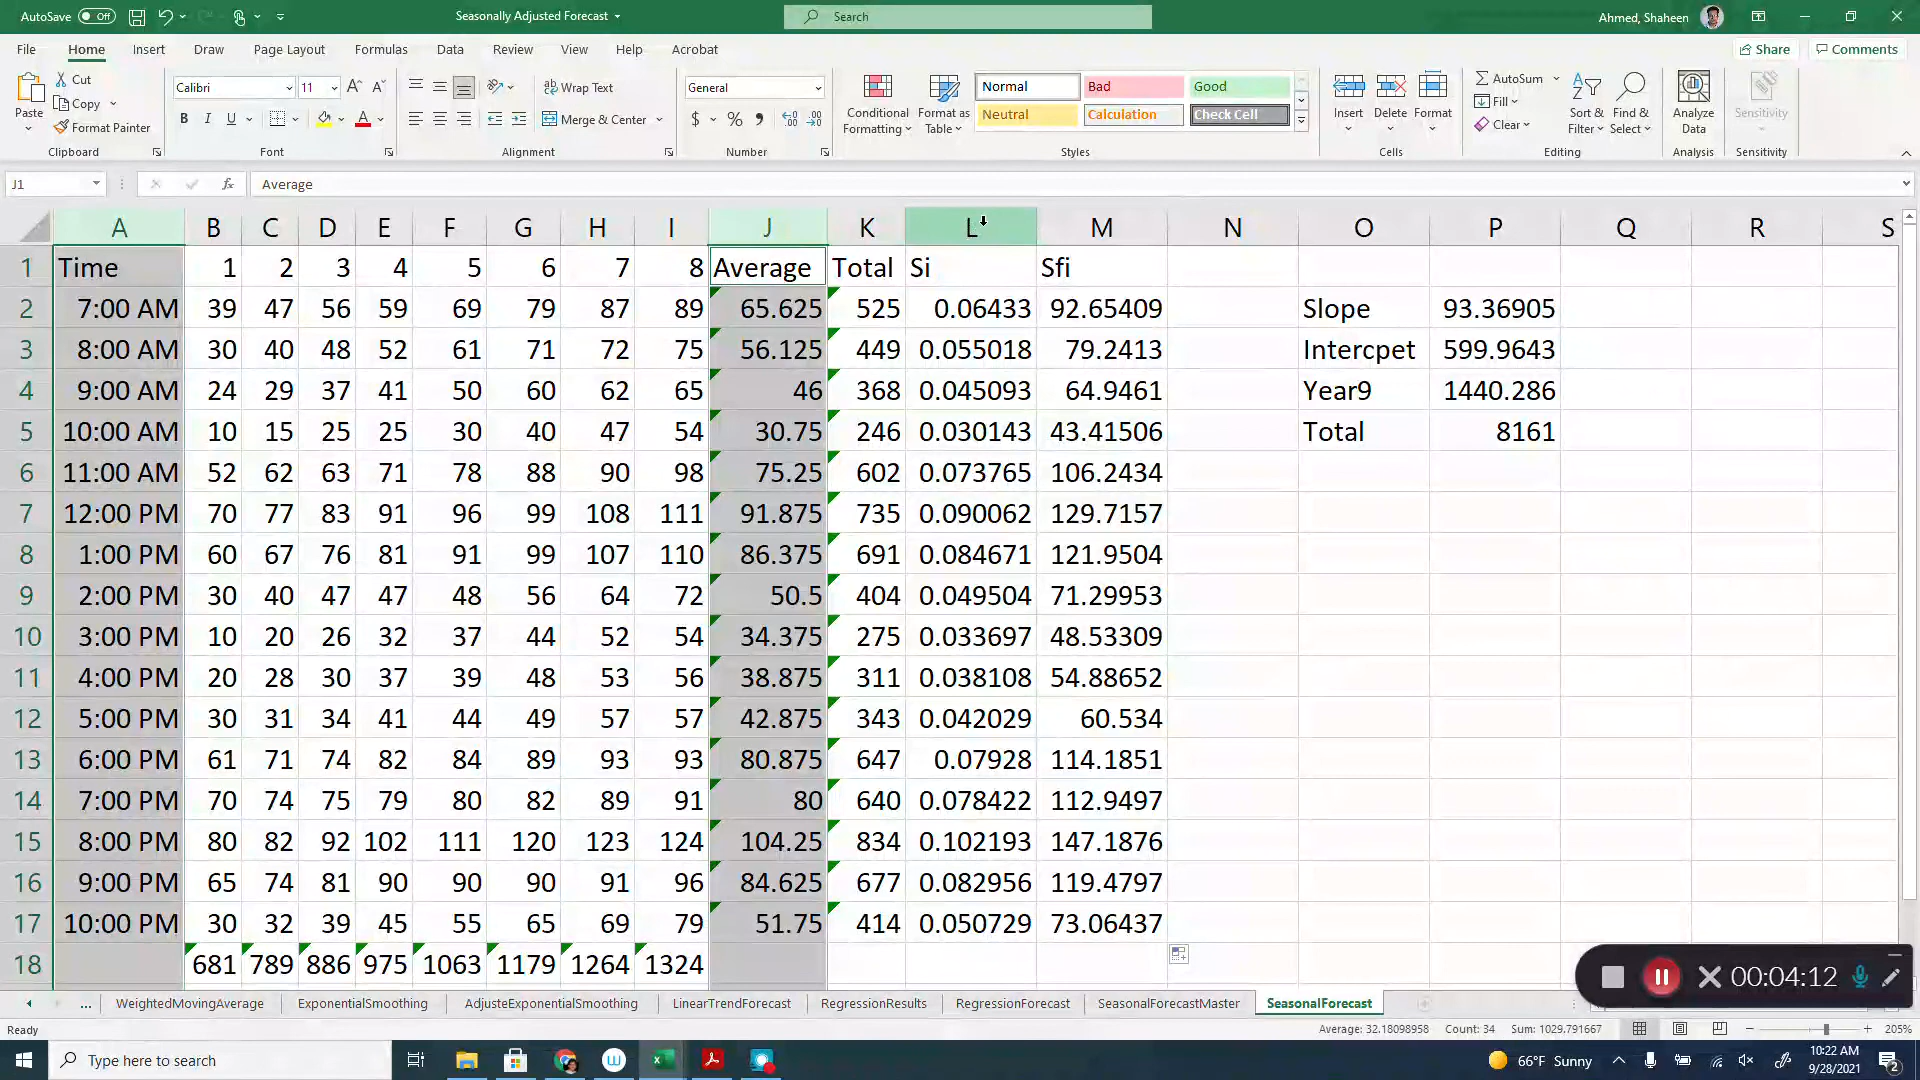 AutoSave Off Seasonally Adjusted Forecast Search Ahmed, Shaheen
File Home Insert Draw Page Layout Formulas Data Review View Help Acrobat Share Comments
Paste Cut Copy Format Painter
Calibri 11 A A B I U A
Wrap Text Merge & Center
General $ %
Conditional Formatting Format as Table
Normal Bad Good
Neutral Calculation Check Cell
Insert Delete Format
AutoSum Fill Clear Sort & Filter Find & Select
Analyze Data Sensitivity
Clipboard Font Alignment Number Styles Cells Editing Analysis Sensitivity
J1 fx Average
A B C D E F G H I J K L M N O P Q R S
1 Time 1 2 3 4 5 6 7 8 Average Total Si Sfi
2 7:00 AM 39 47 56 59 69 79 87 89 65.625 525 0.06433 92.65409 Slope 93.36905
3 8:00 AM 30 40 48 52 61 71 72 75 56.125 449 0.055018 79.2413 Intercpet 599.9643
4 9:00 AM 24 29 37 41 50 60 62 65 46 368 0.045093 64.9461 Year9 1440.286
5 10:00 AM 10 15 25 25 30 40 47 54 30.75 246 0.030143 43.41506 Total 8161
6 11:00 AM 52 62 63 71 78 88 90 98 75.25 602 0.073765 106.2434
7 12:00 PM 70 77 83 91 96 99 108 111 91.875 735 0.090062 129.7157
8 1:00 PM 60 67 76 81 91 99 107 110 86.375 691 0.084671 121.9504
9 2:00 PM 30 40 47 47 48 56 64 72 50.5 404 0.049504 71.29953
10 3:00 PM 10 20 26 32 37 44 52 54 34.375 275 0.033697 48.53309
11 4:00 PM 20 28 30 37 39 48 53 56 38.875 311 0.038108 54.88652
12 5:00 PM 30 31 34 41 44 49 57 57 42.875 343 0.042029 60.534
13 6:00 PM 61 71 74 82 84 89 93 93 80.875 647 0.07928 114.1851
14 7:00 PM 70 74 75 79 80 82 89 91 80 640 0.078422 112.9497
15 8:00 PM 80 82 92 102 111 120 123 124 104.25 834 0.102193 147.1876
16 9:00 PM 65 74 81 90 90 90 91 96 84.625 677 0.082956 119.4797
17 10:00 PM 30 32 39 45 55 65 69 79 51.75 414 0.050729 73.06437
18 681 789 886 975 1063 1179 1264 1324
00:04:12
... WeightedMovingAverage ExponentialSmoothing AdjusteExponentialSmoothing LinearTrendForecast RegressionResults RegressionForecast SeasonalForecastMaster SeasonalForecast
Ready Average: 32.18098958 Count: 34 Sum: 1029.791667 205%
Type here to search 66°F Sunny 10:22 AM
9/28/2021 2